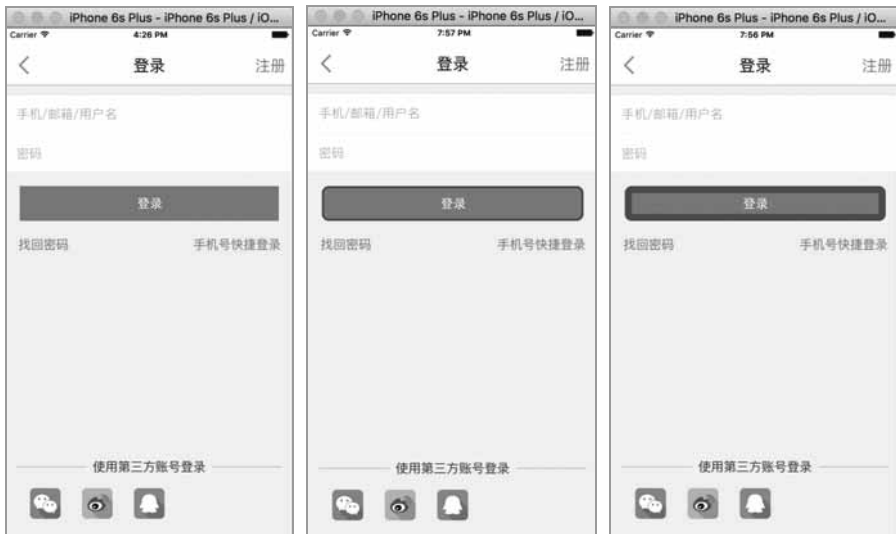 iPhone 6s Plus - iPhone 6s Plus / iO...
Carrier 4:26 PM
登录 注册
手机/邮箱/用户名
密码
登录
找回密码 手机号快捷登录
使用第三方账号登录
iPhone 6s Plus - iPhone 6s Plus / iO...
Carrier 7:57 PM
登录 注册
手机/邮箱/用户名
密码
登录
找回密码 手机号快捷登录
使用第三方账号登录
iPhone 6s Plus - iPhone 6s Plus / iO...
Carrier 7:56 PM
登录 注册
手机/邮箱/用户名
密码
登录
找回密码 手机号快捷登录
使用第三方账号登录